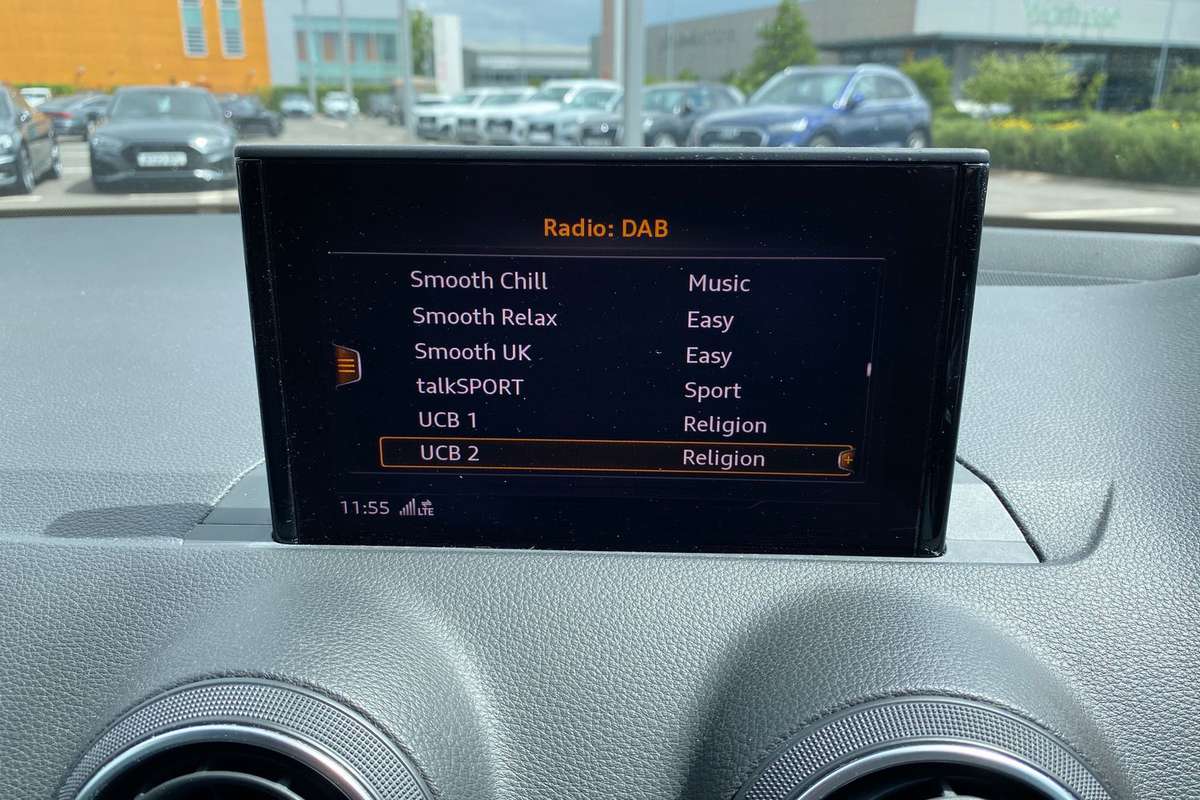 Radio: DAB
Smooth Chill Music
Smooth Relax Easy
Smooth UK Easy
talkSPORT Sport
UCB 1 Religion
UCB 2 Religion
11:55 LTE